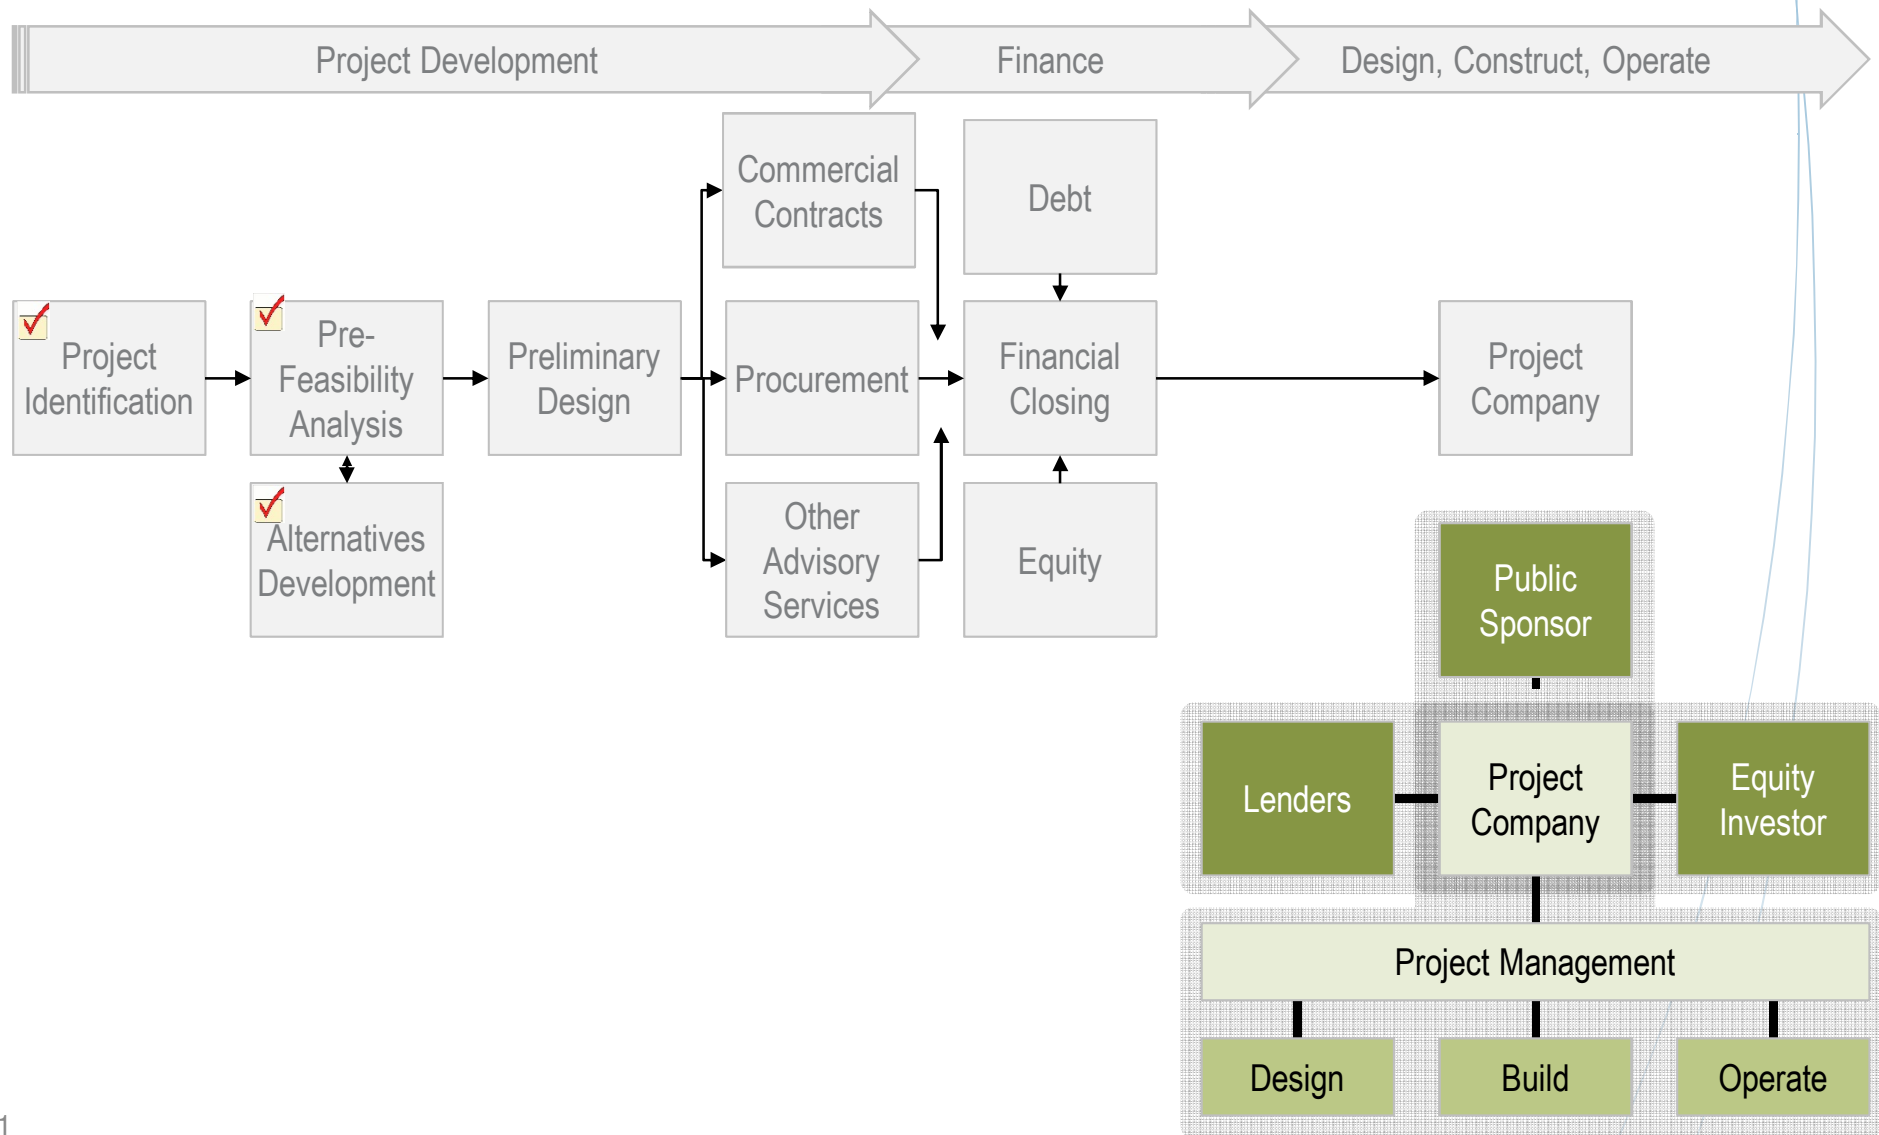 Project Development
Finance
Design, Construct, Operate
Commercial
Contracts
Debt
Project
Identification
Pre-
Feasibility
Analysis
Preliminary
Design
Procurement
Financial
Closing
Project
Company
Alternatives
Development
Other
Advisory
Services
Equity
Public
Sponsor
Lenders
Project
Company
Equity
Investor
Project Management
Design
Build
Operate
1